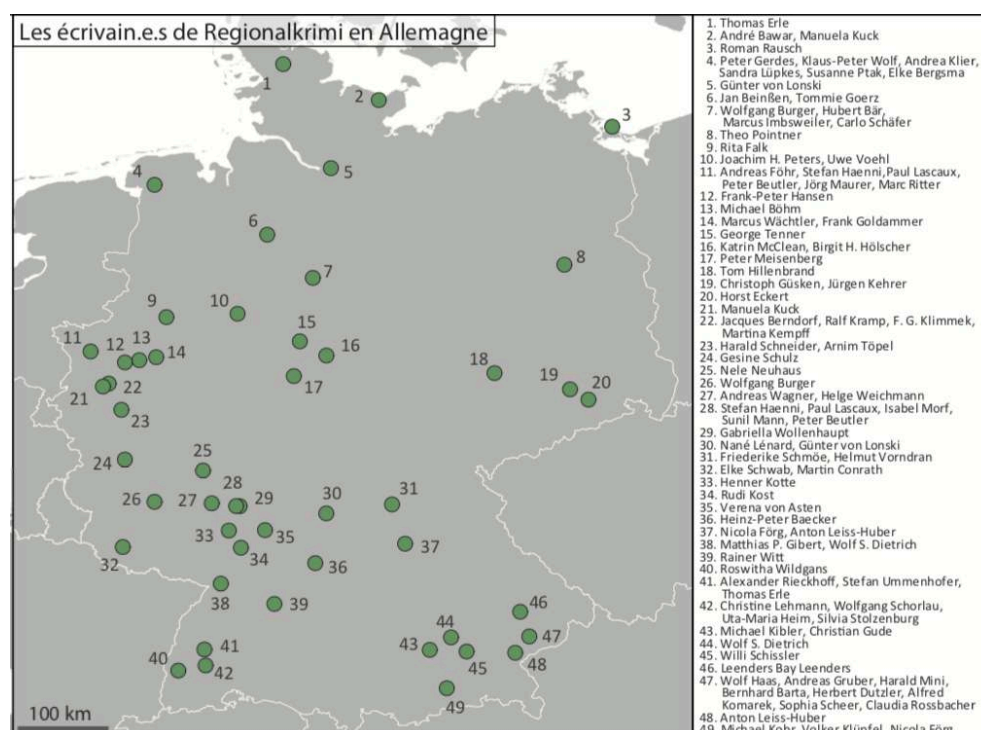 Les écrivain.e.s de Regionalkrimi en Allemagne
1
2
3
4
5
6
7
8
9
10
11
12
13
14
15
16
17
18
19
20
21
22
23
24
25
26
27
28
29
30
31
32
33
34
35
36
37
38
39
40
41
42
43
44
45
46
47
48
49
100 km
1. Thomas Erle
2. André Bawar, Manuela Kuck
3. Roman Rausch
4. Peter Gerdes, Klaus-Peter Wolf, Andrea Klier,
Sandra Lüpkes, Susanne Ptak, Elke Bergsma
5. Günter von Lonski
6. Jan Beinßen, Tommie Goerz
7. Wolfgang Burger, Hubert Bär,
Marcus Imbsweiler, Carlo Schäfer
8. Theo Pointner
9. Rita Falk
10. Joachim H. Peters, Uwe Voehl
11. Andreas Föhr, Stefan Haenni,Paul Lascaux,
Peter Beutler, Jörg Maurer, Marc Ritter
12. Frank-Peter Hansen
13. Michael Böhm
14. Marcus Wächtler, Frank Goldammer
15. George Tenner
16. Katrin McClean, Birgit H. Hölscher
17. Peter Meisenberg
18. Tom Hillenbrand
19. Christoph Güsken, Jürgen Kehrer
20. Horst Eckert
21. Manuela Kuck
22. Jacques Berndorf, Ralf Kramp, F. G. Klimmek,
Martina Kempff
23. Harald Schneider, Arnim Töpel
24. Gesine Schulz
25. Nele Neuhaus
26. Wolfgang Burger
27. Andreas Wagner, Helge Weichmann
28. Stefan Haenni, Paul Lascaux, Isabel Morf,
Sunil Mann, Peter Beutler
29. Gabriella Wollenhaupt
30. Nané Lénard, Günter von Lonski
31. Friederike Schmöe, Helmut Vorndran
32. Elke Schwab, Martin Conrath
33. Henner Kotte
34. Rudi Kost
35. Verena von Asten
36. Heinz-Peter Baecker
37. Nicola Förg, Anton Leiss-Huber
38. Matthias P. Gibert, Wolf S. Dietrich
39. Rainer Witt
40. Roswitha Wildgans
41. Alexander Rieckhoff, Stefan Ummenhofer,
Thomas Erle
42. Christine Lehmann, Wolfgang Schorlau,
Uta-Maria Heim, Silvia Stolzenburg
43. Michael Kibler, Christian Gude
44. Wolf S. Dietrich
45. Willi Schissler
46. Leenders Bay Leenders
47. Wolf Haas, Andreas Gruber, Harald Mini,
Bernhard Barta, Herbert Dutzler, Alfred
Komarek, Sophia Scheer, Claudia Rossbacher
48. Anton Leiss-Huber
49. Michael Kobr, Volker Klüpfel, Nicola Förg